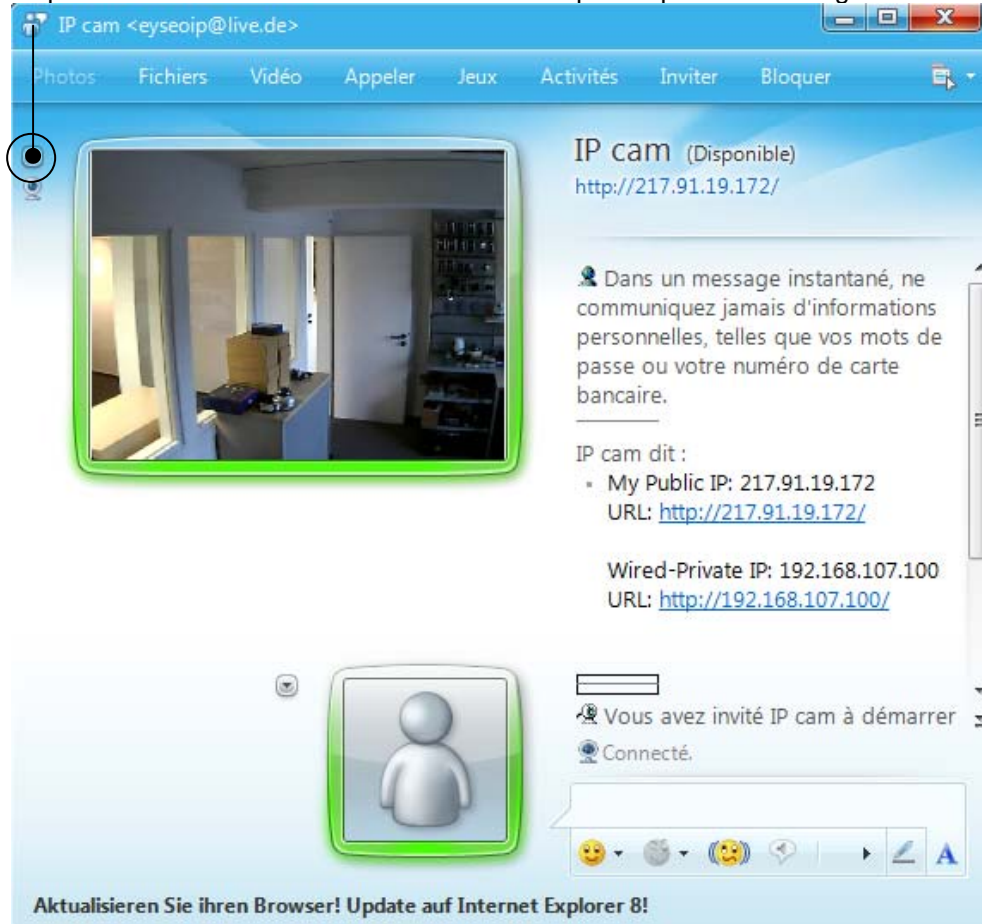 IP cam <eyseoip@live.de>
Photos Fichiers Vidéo Appeler Jeux Activités Inviter Bloquer
IP cam (Disponible)
http://217.91.19.172/
Dans un message instantané, ne
communiquez jamais d'informations
personnelles, telles que vos mots de
passe ou votre numéro de carte
bancaire.
IP cam dit :
My Public IP: 217.91.19.172
URL: http://217.91.19.172/
Wired-Private IP: 192.168.107.100
URL: http://192.168.107.100/
Vous avez invité IP cam à démarrer
Connecté.
A
Aktualisieren Sie ihren Browser! Update auf Internet Explorer 8!